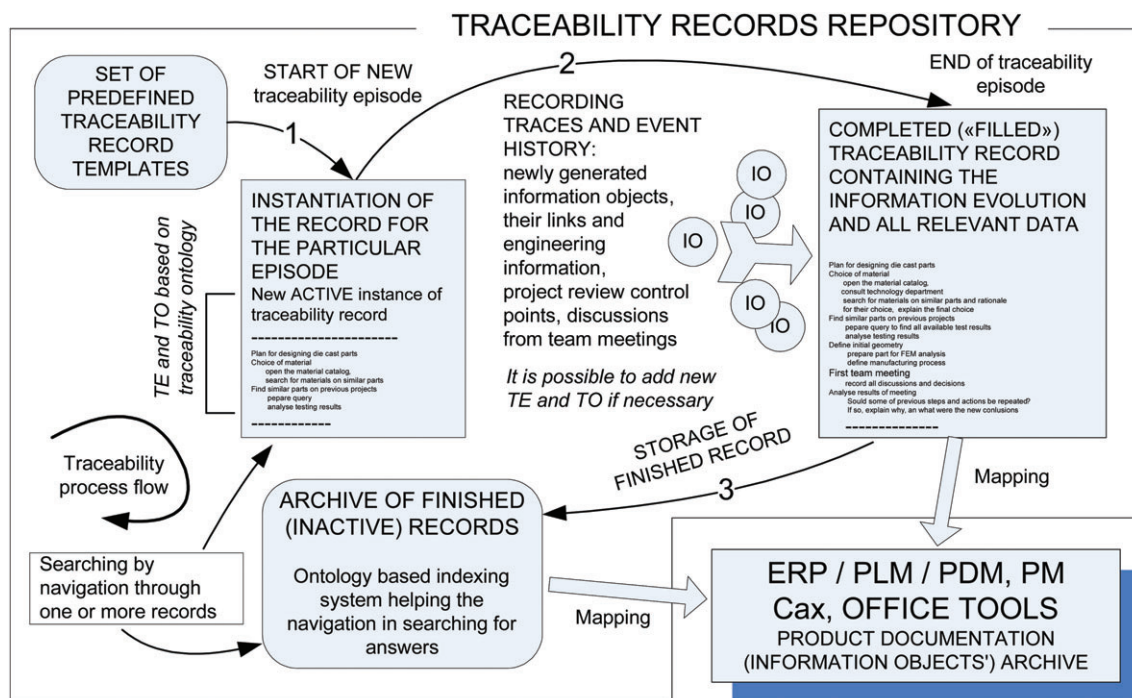 TRACEABILITY RECORDS REPOSITORY
SET OF
PREDEFINED
TRACEABILITY
RECORD
TEMPLATES
START OF NEW
traceability episode
1
2
END of traceability
episode
INSTANTIATION OF
THE RECORD FOR
THE PARTICULAR
EPISODE
New ACTIVE instance of
traceability record
Plan for designing die cast parts
Choice of material
open the material catalog,
search for materials on similar parts
Find similar parts on previous projects
pepare query
analyse testing results
TE and TO based on
traceability ontology
RECORDING
TRACES AND EVENT
HISTORY:
newly generated
information objects,
their links and
engineering
information,
project review control
points, discussions
from team meetings
It is possible to add new
TE and TO if necessary
IO
IO
IO
IO
IO
COMPLETED («FILLED»)
TRACEABILITY RECORD
CONTAINING THE
INFORMATION EVOLUTION
AND ALL RELEVANT DATA
Plan for designing die cast parts
Choice of material
open the material catalog,
consult technology department
search for materials on similar parts and rationale
for their choice, explain the final choice
Find similar parts on previous projects
pepare query to find all available test results
analyse testing results
Define initial geometry
prepare part for FEM analysis
define manufacturing process
First team meeting
record all discussions and decisions
Analyse results of meeting
Sould some of previous steps and actions be repeated?
If so, explain why, an what were the new conlusions
STORAGE OF
FINISHED RECORD
3
Traceability
process flow
Searching by
navigation through
one or more records
ARCHIVE OF FINISHED
(INACTIVE) RECORDS
Ontology based indexing
system helping the
navigation in searching for
answers
Mapping
Mapping
ERP / PLM / PDM, PM
Cax, OFFICE TOOLS
PRODUCT DOCUMENTATION
(INFORMATION OBJECTS') ARCHIVE